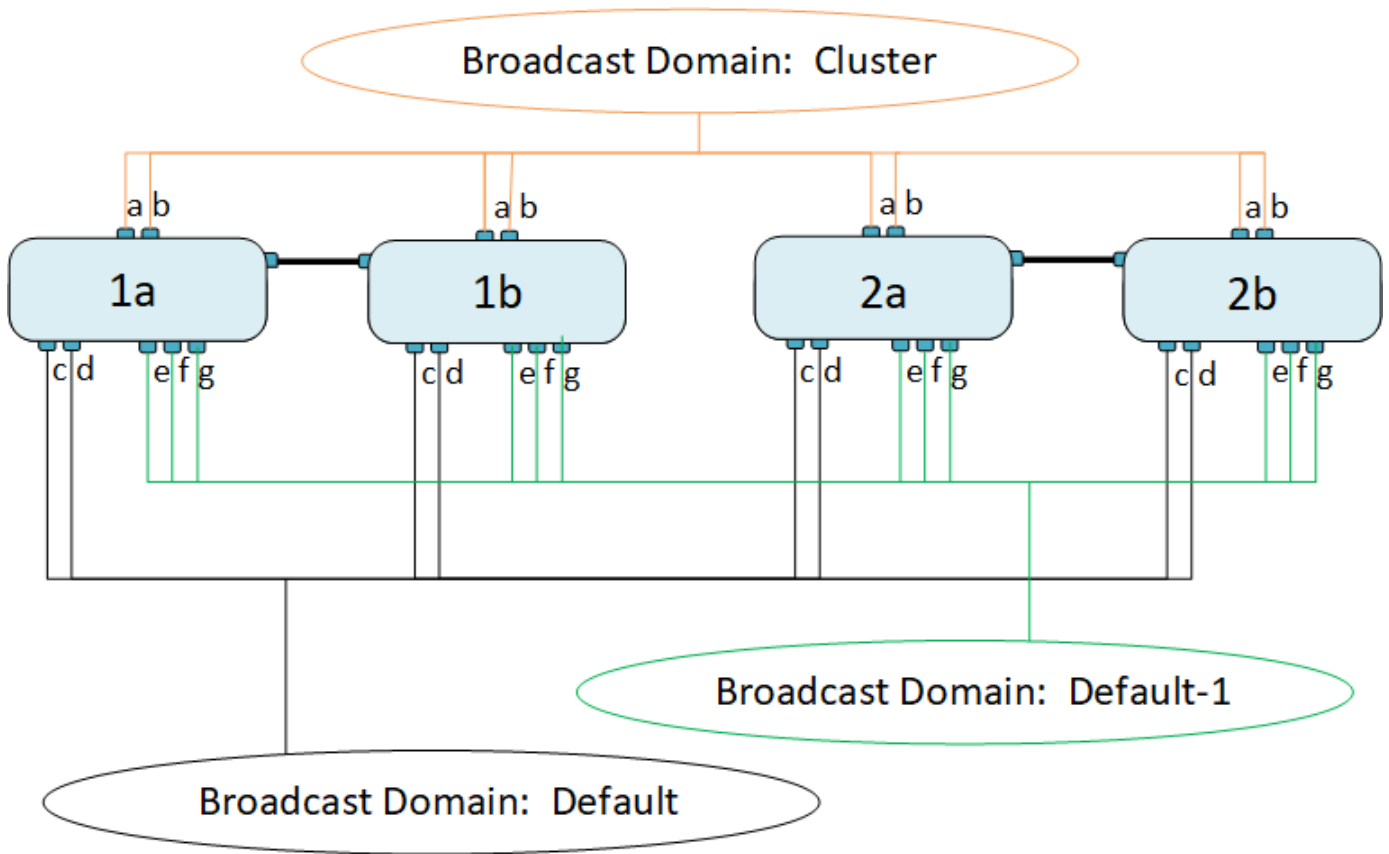 Broadcast Domain: Cluster
a b
a b
a b
a b
1a
1b
2a
2b
c d e f g
c d e f g
c d e f g
c d e f g
Broadcast Domain: Default-1
Broadcast Domain: Default